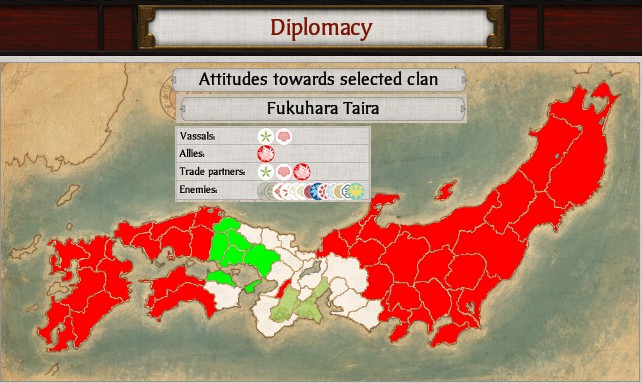 Diplomacy
Attitudes towards selected clan
Fukuhara Taira
Vassals:
Allies:
Trade partners:
Enemies: